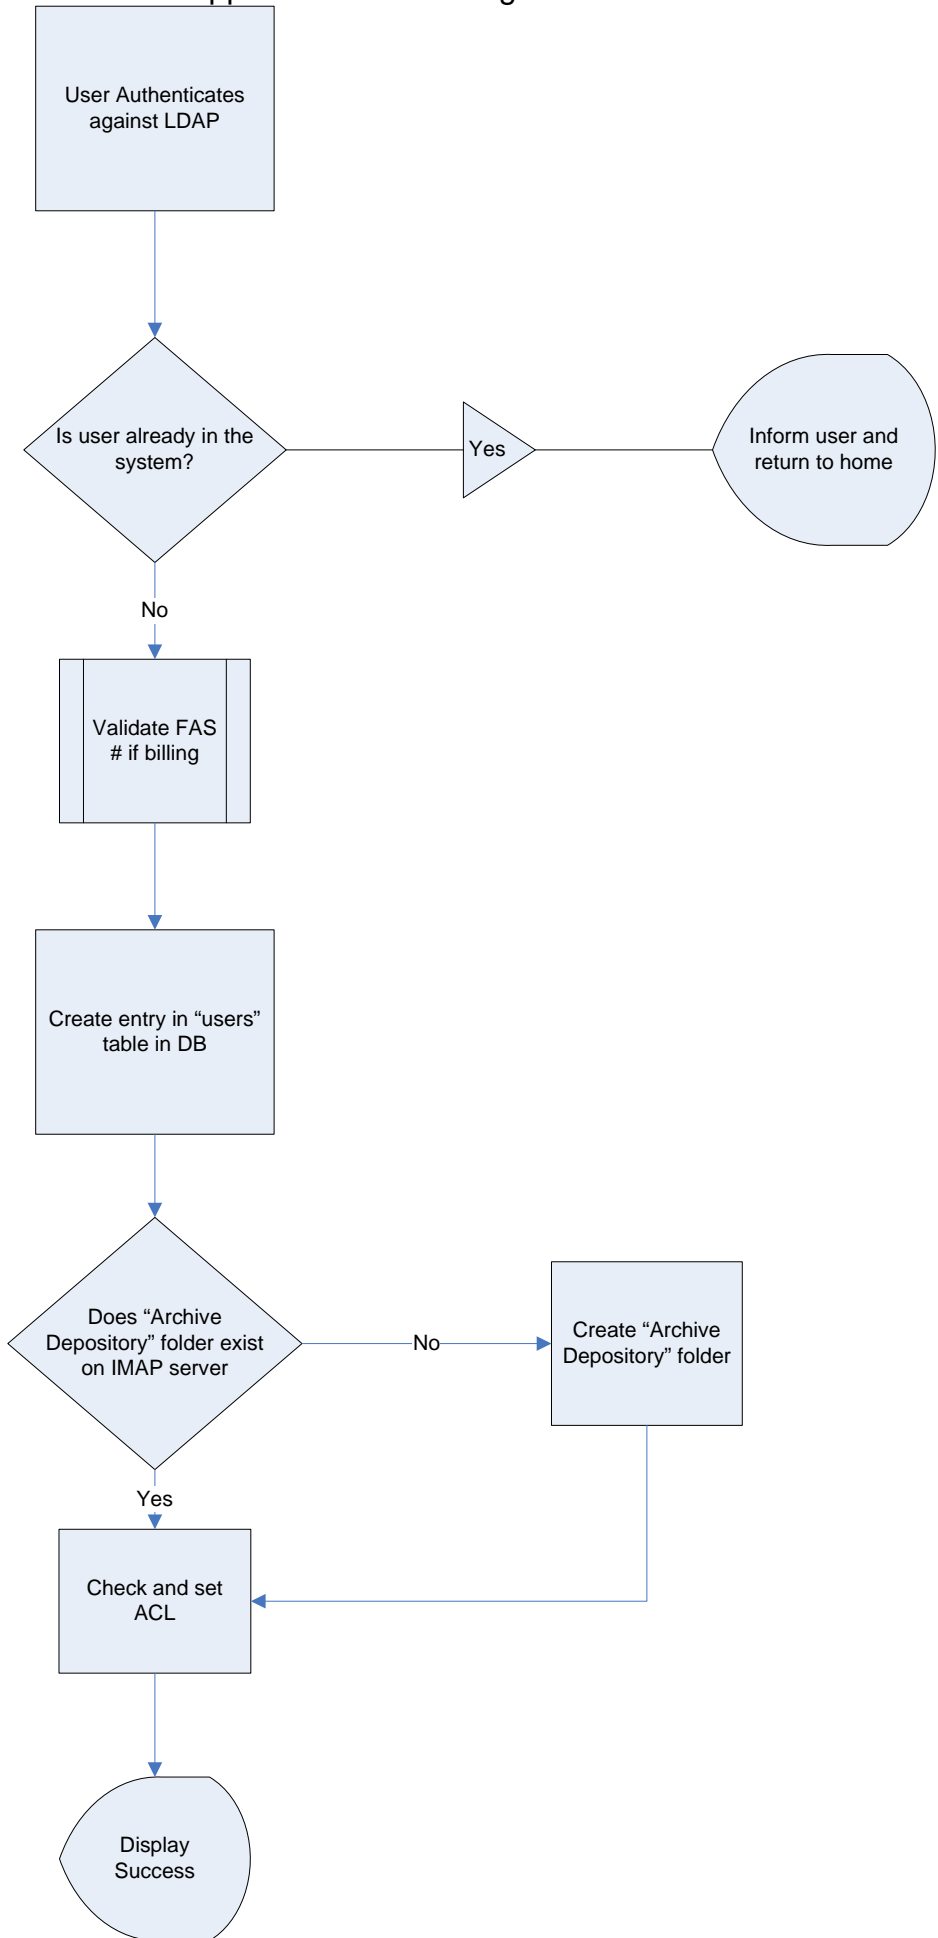 User Authenticates
against LDAP
Is user already in the
system?
Yes
Inform user and
return to home
No
Validate FAS
# if billing
Create entry in “users”
table in DB
Does “Archive
Depository” folder exist
on IMAP server
No
Create “Archive
Depository” folder
Yes
Check and set
ACL
Display
Success